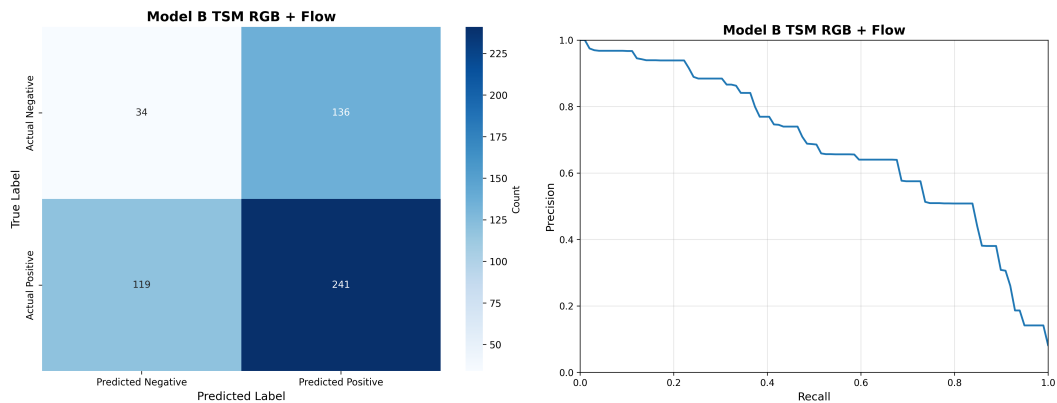 Model B TSM RGB + Flow
Actual Negative
Actual Positive
True Label
34
136
119
241
Predicted Negative
Predicted Positive
Predicted Label
225
200
175
150
125
100
75
50
Count
Model B TSM RGB + Flow
1.0
0.8
0.6
0.4
0.2
0.0
Precision
0.0
0.2
0.4
0.6
0.8
1.0
Recall